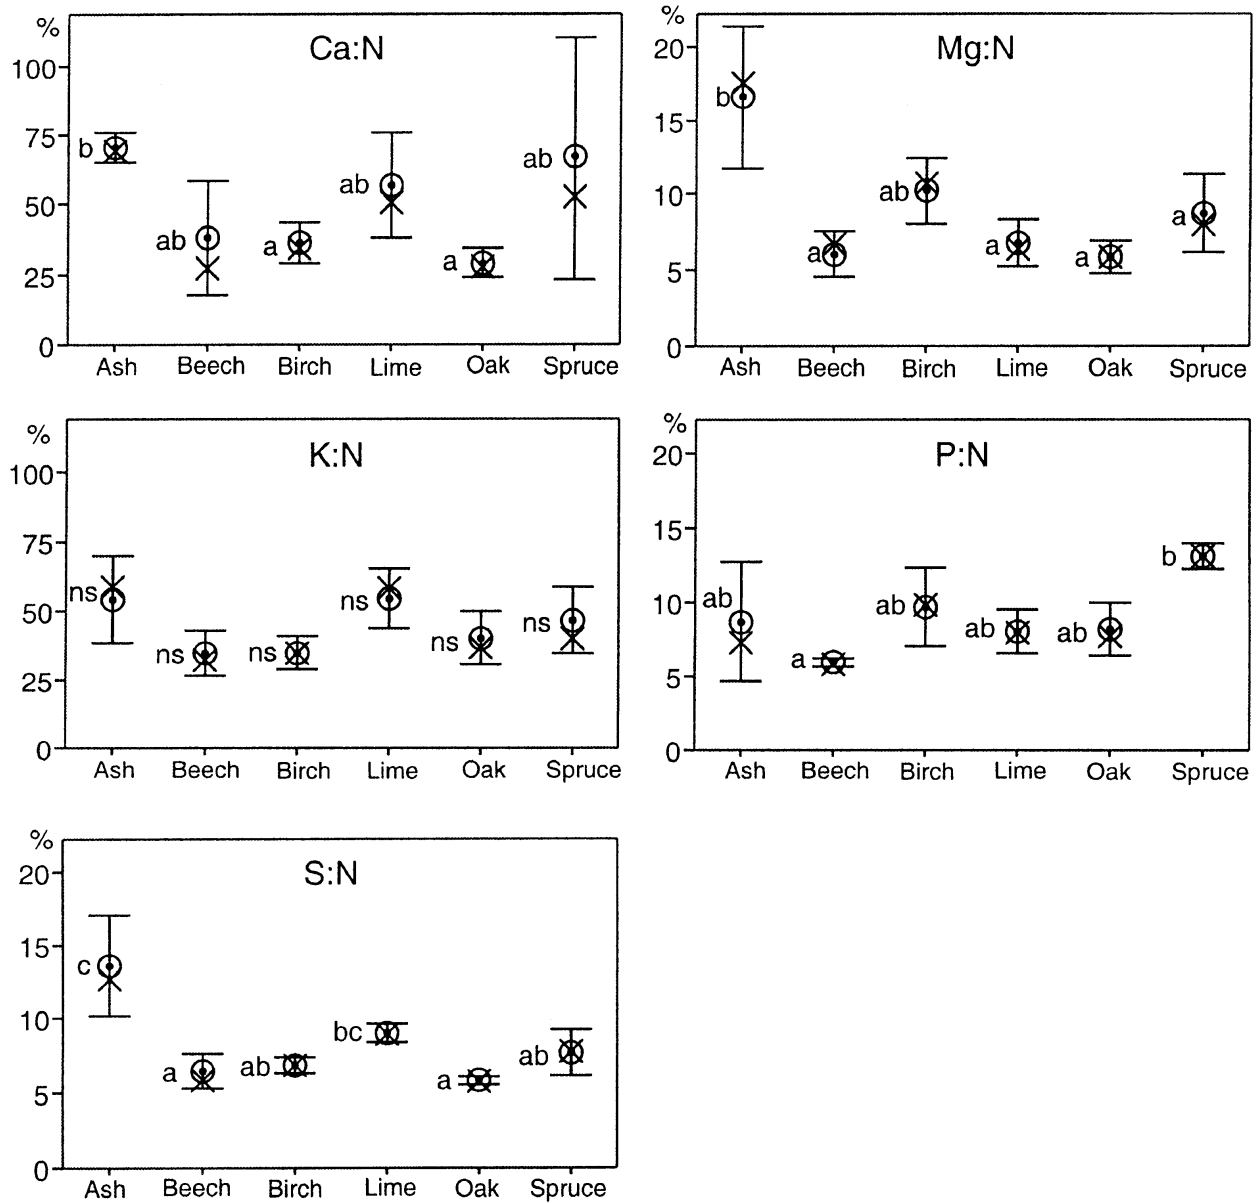 %
Ca:N
100
75
50
25
0
b
ab
a
ab
a
ab
Ash Beech Birch Lime Oak Spruce
%
Mg:N
20
15
10
5
0
b
a
ab
a
a
a
Ash Beech Birch Lime Oak Spruce
%
K:N
100
75
50
25
0
ns
ns
ns
ns
ns
ns
Ash Beech Birch Lime Oak Spruce
%
P:N
20
15
10
5
0
ab
a
ab
ab
ab
b
Ash Beech Birch Lime Oak Spruce
%
S:N
20
15
10
5
0
c
a
ab
bc
a
ab
Ash Beech Birch Lime Oak Spruce